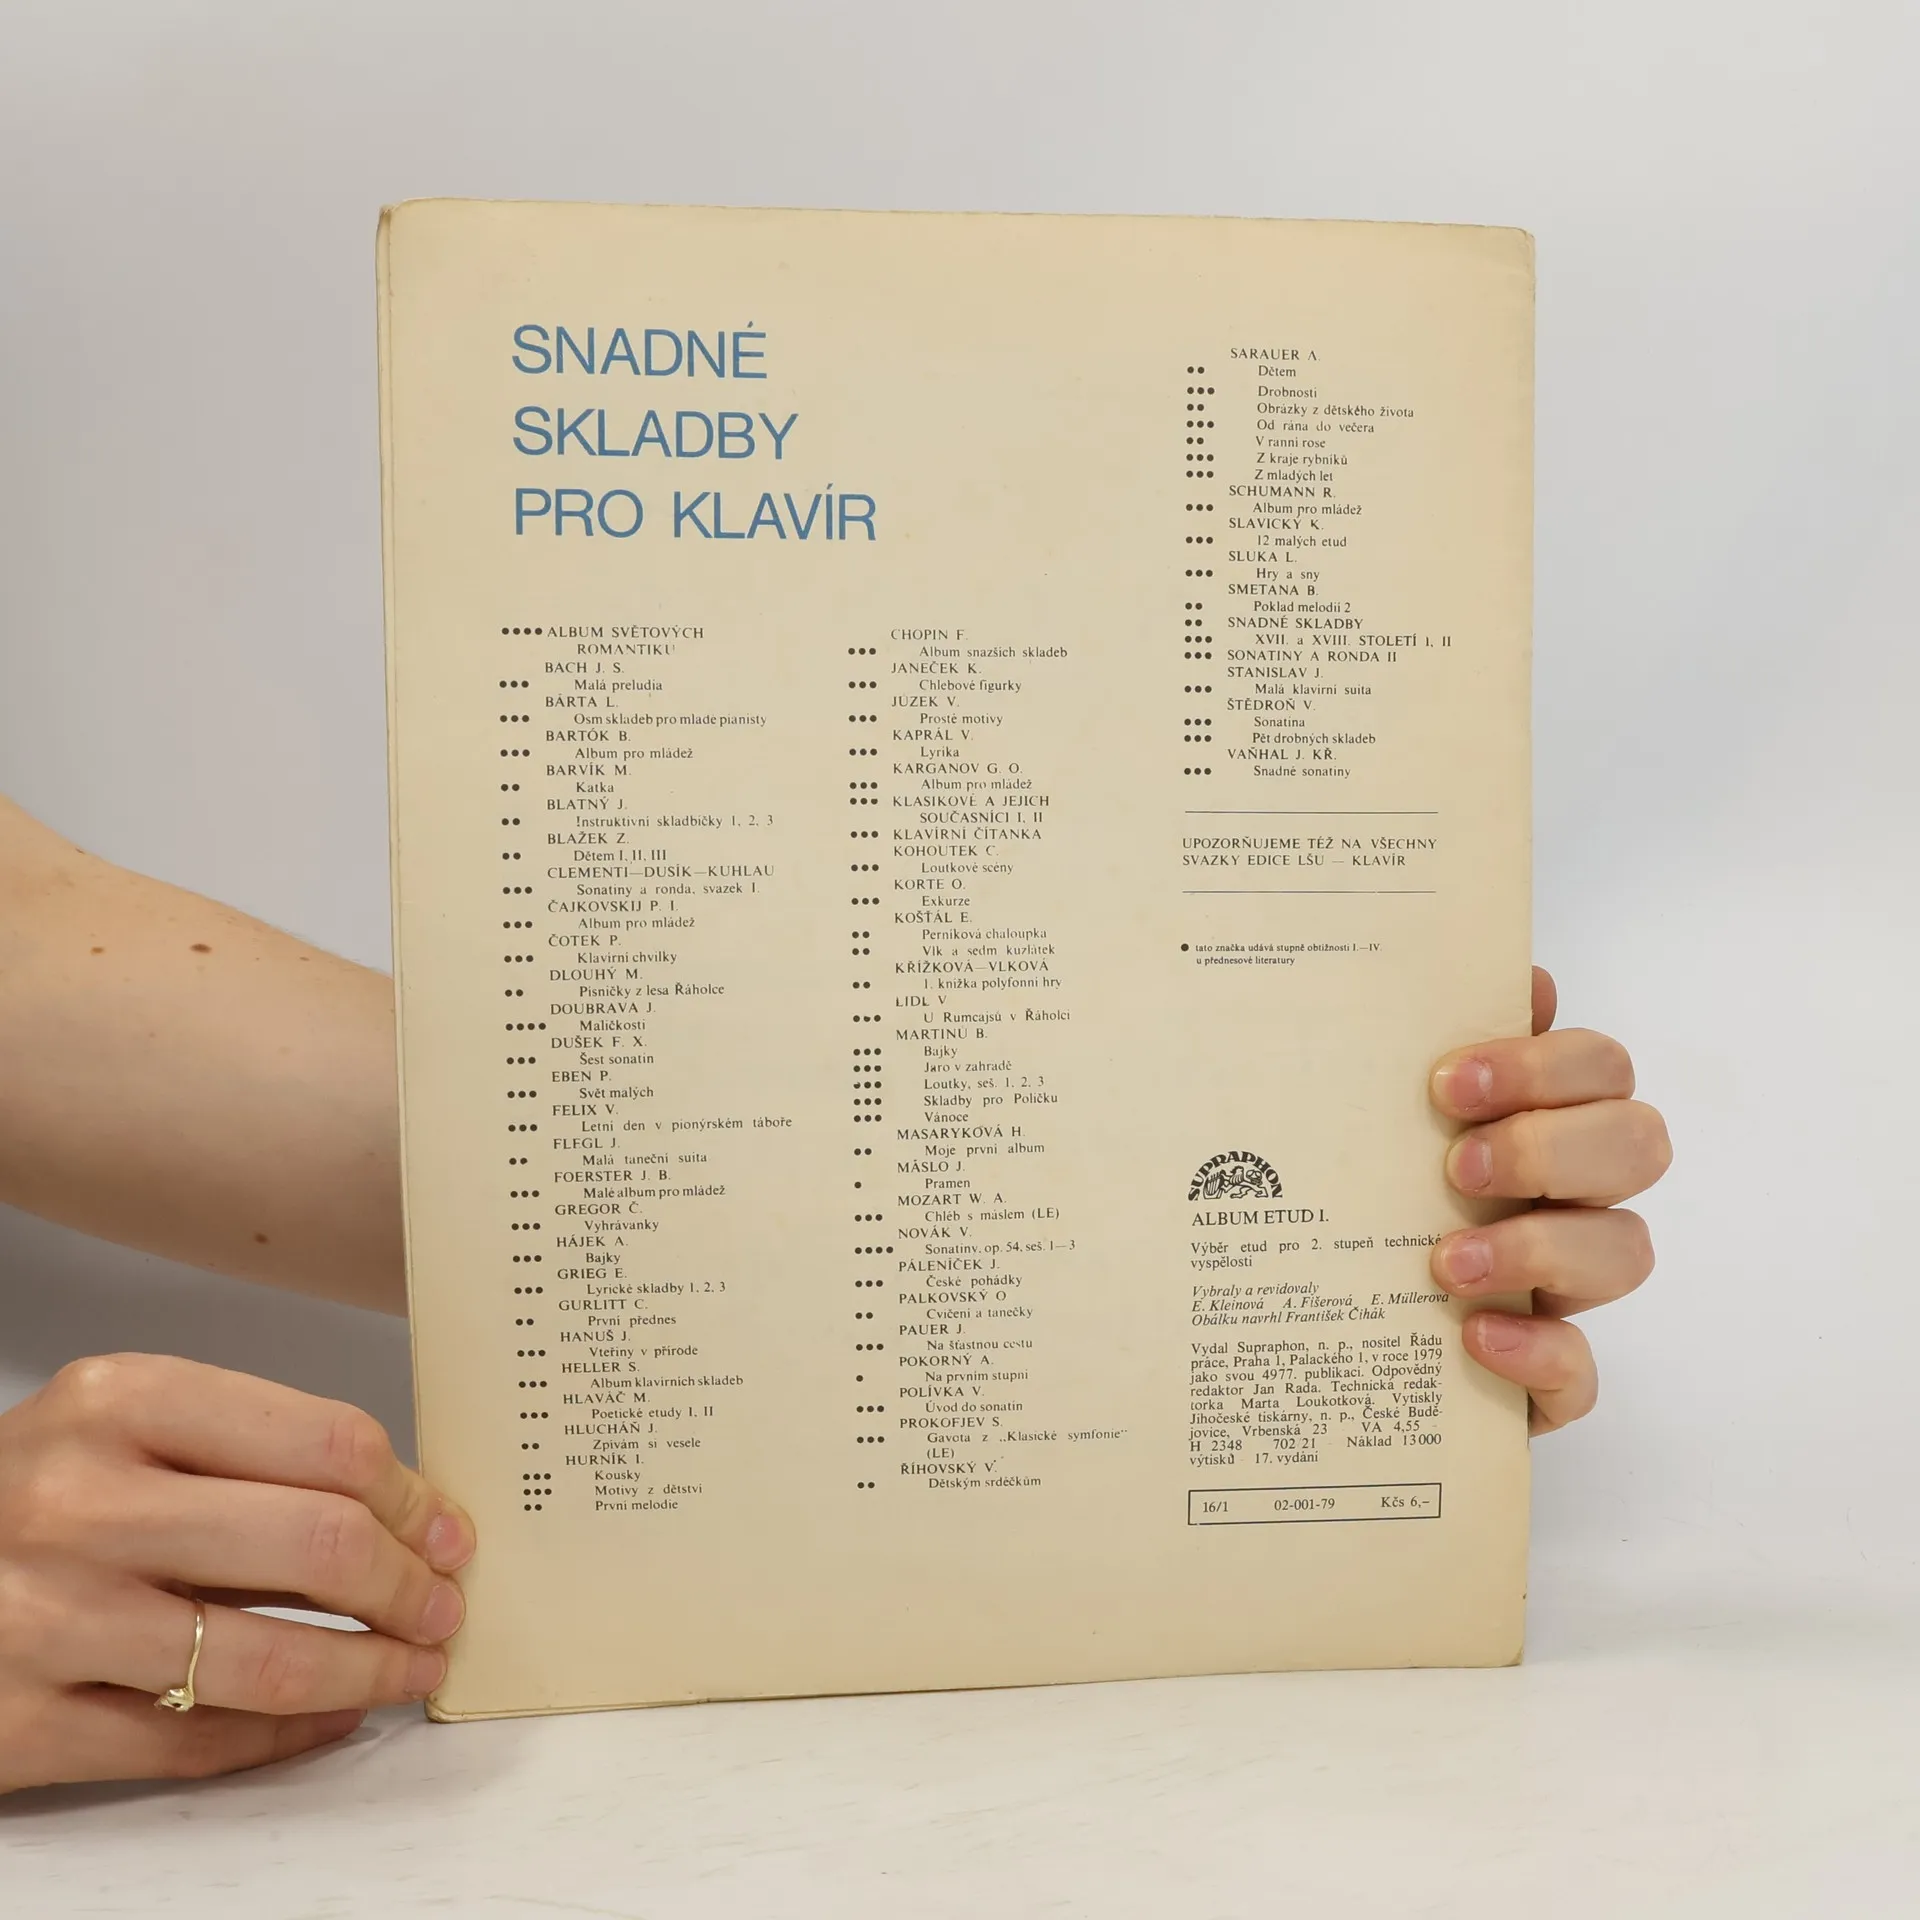 SNADNÉ
SKLADBY
PRO KLAVÍR
●●●● ALBUM SVĚTOVÝCH
ROMANTIKU
BACH J. S.
●●● Malá preludia
BÁRTA L.
●●● Osm skladeb pro mladé pianisty
BARTÓK B.
●●● Album pro mládež
BARVÍK M.
●● Katka
BLATNÝ J.
●● Instruktivní skladbičky 1, 2, 3
BLAŽEK Z.
●● Dětem I, II, III
CLEMENTI—DUSÍK—KUHLAU
●●● Sonatiny a ronda, svazek I.
ČAJKOVSKIJ P. I.
●●● Album pro mládež
ČOTEK P.
●●● Klavírní chvilky
DLOUHÝ M.
●● Písničky z lesa Řáholce
DOUBRAVA J.
●●●● Maličkosti
DUŠEK F. X.
●●● Šest sonatin
EBEN P.
●●● Svět malých
FELIX V.
●●● Letní den v pionýrském táboře
FLEGL J.
●● Malá taneční suita
FOERSTER J. B.
●●● Malé album pro mládež
GREGOR Č.
●●● Vyhrávanky
HÁJEK A.
●●● Bajky
GRIEG E.
●●● Lyrické skladby 1, 2, 3
GURLITT C.
●● První přednes
HANUŠ J.
●●● Vteřiny v přírodě
HELLER S.
●●● Album klavírních skladeb
HLAVÁČ M.
●●● Poetické etudy I, II
HLUCHÁŇ J.
●● Zpívám si vesele
HURNÍK I.
●●● Kousky
●●● Motivy z dětství
●● První melodie
CHOPIN F.
●●● Album snazších skladeb
JANEČEK K.
●●● Chlebové figurky
JŮZEK V.
●●● Prosté motivy
KAPRÁL V.
●●● Lyrika
KARGANOV G. O.
●●● Album pro mládež
●●● KLASIKOVÉ A JEJICH
SOUČASNÍCI I, II
●●● KLAVÍRNÍ ČÍTANKA
KOHOUTEK C.
●●● Loutkové scény
KORTE O.
●●● Exkurze
KOŠŤÁL E.
●● Perníková chaloupka
●● Vlk a sedm kuzlátek
KŘÍŽKOVÁ—VLKOVÁ
●● 1. knížka polyfonní hry
LÍDL V
●●● U Rumcajsů v Řáholci
MARTINŮ B.
●●● Bajky
●●● Jaro v zahradě
●●● Loutky, seš. 1, 2, 3
●●● Skladby pro Poličku
●●● Vánoce
MASARYKOVÁ H.
●● Moje první album
MÁSLO J.
● Pramen
MOZART W. A.
●●● Chléb s máslem (LE)
NOVÁK V.
●●●● Sonatiny, op. 54, seš. 1—3
PÁLENÍČEK J.
●●● České pohádky
PALKOVSKÝ O
●● Cvičení a tanečky
PAUER J.
●●● Na šťastnou cestu
POKORNÝ A.
● Na prvním stupni
POLÍVKA V.
●●● Úvod do sonatin
PROKOFJEV S.
●●● Gavota z „Klasické symfonie"
(LE)
ŘÍHOVSKÝ V.
●● Dětským srdéčkům
SARAUER A.
●● Dětem
●●● Drobnosti
●● Obrázky z dětského života
●●● Od rána do večera
●● V ranní rose
●●● Z kraje rybníků
●●● Z mladých let
SCHUMANN R.
●●● Album pro mládež
SLAVICKÝ K.
●●● 12 malých etud
SLUKA L.
●●● Hry a sny
SMETANA B.
●● Poklad melodií 2
●● SNADNÉ SKLADBY
●●● XVII. a XVIII. STOLETÍ I, II
●●● SONATINY A RONDA II
STANISLAV J.
●●● Malá klavírní suita
ŠTĚDROŇ V.
●●● Sonatina
●●● Pět drobných skladeb
VAŇHAL J. KŘ.
●●● Snadné sonatiny
UPOZORŇUJEME TÉŽ NA VŠECHNY
SVAZKY EDICE LŠU — KLAVÍR
● tato značka udává stupně obtížnosti I.—IV.
u přednesové literatury
SUPRAPHON
ALBUM ETUD I.
Výběr etud pro 2. stupeň technické
vyspělosti
Vybraly a revidovaly
E. Kleinová A. Fišerová E. Müllerová
Obálku navrhl František Čihák
Vydal Supraphon, n. p., nositel Řádu
práce, Praha 1, Palackého 1, v roce 1979
jako svou 4977. publikaci. Odpovědný
redaktor Jan Rada. Technická redak-
torka Marta Loukotková. Vytiskly
Jihočeské tiskárny, n. p., České Budě-
jovice, Vrbenská 23 VA 4,55
H 2348 702 21 Náklad 13 000
výtisků 17. vydání
16/1 02-001-79 Kčs 6,–